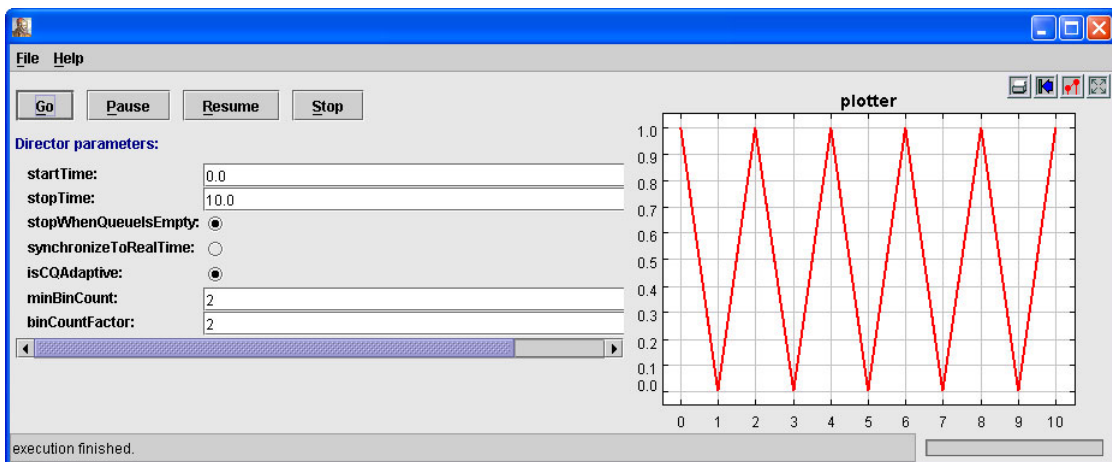 File Help
Go Pause Resume Stop
Director parameters:
startTime: 0.0
stopTime: 10.0
stopWhenQueueIsEmpty:
synchronizeToRealTime:
isCQAdaptive:
minBinCount: 2
binCountFactor: 2
plotter
1.0
0.9
0.8
0.7
0.6
0.5
0.4
0.3
0.2
0.1
0.0
0 1 2 3 4 5 6 7 8 9 10
execution finished.